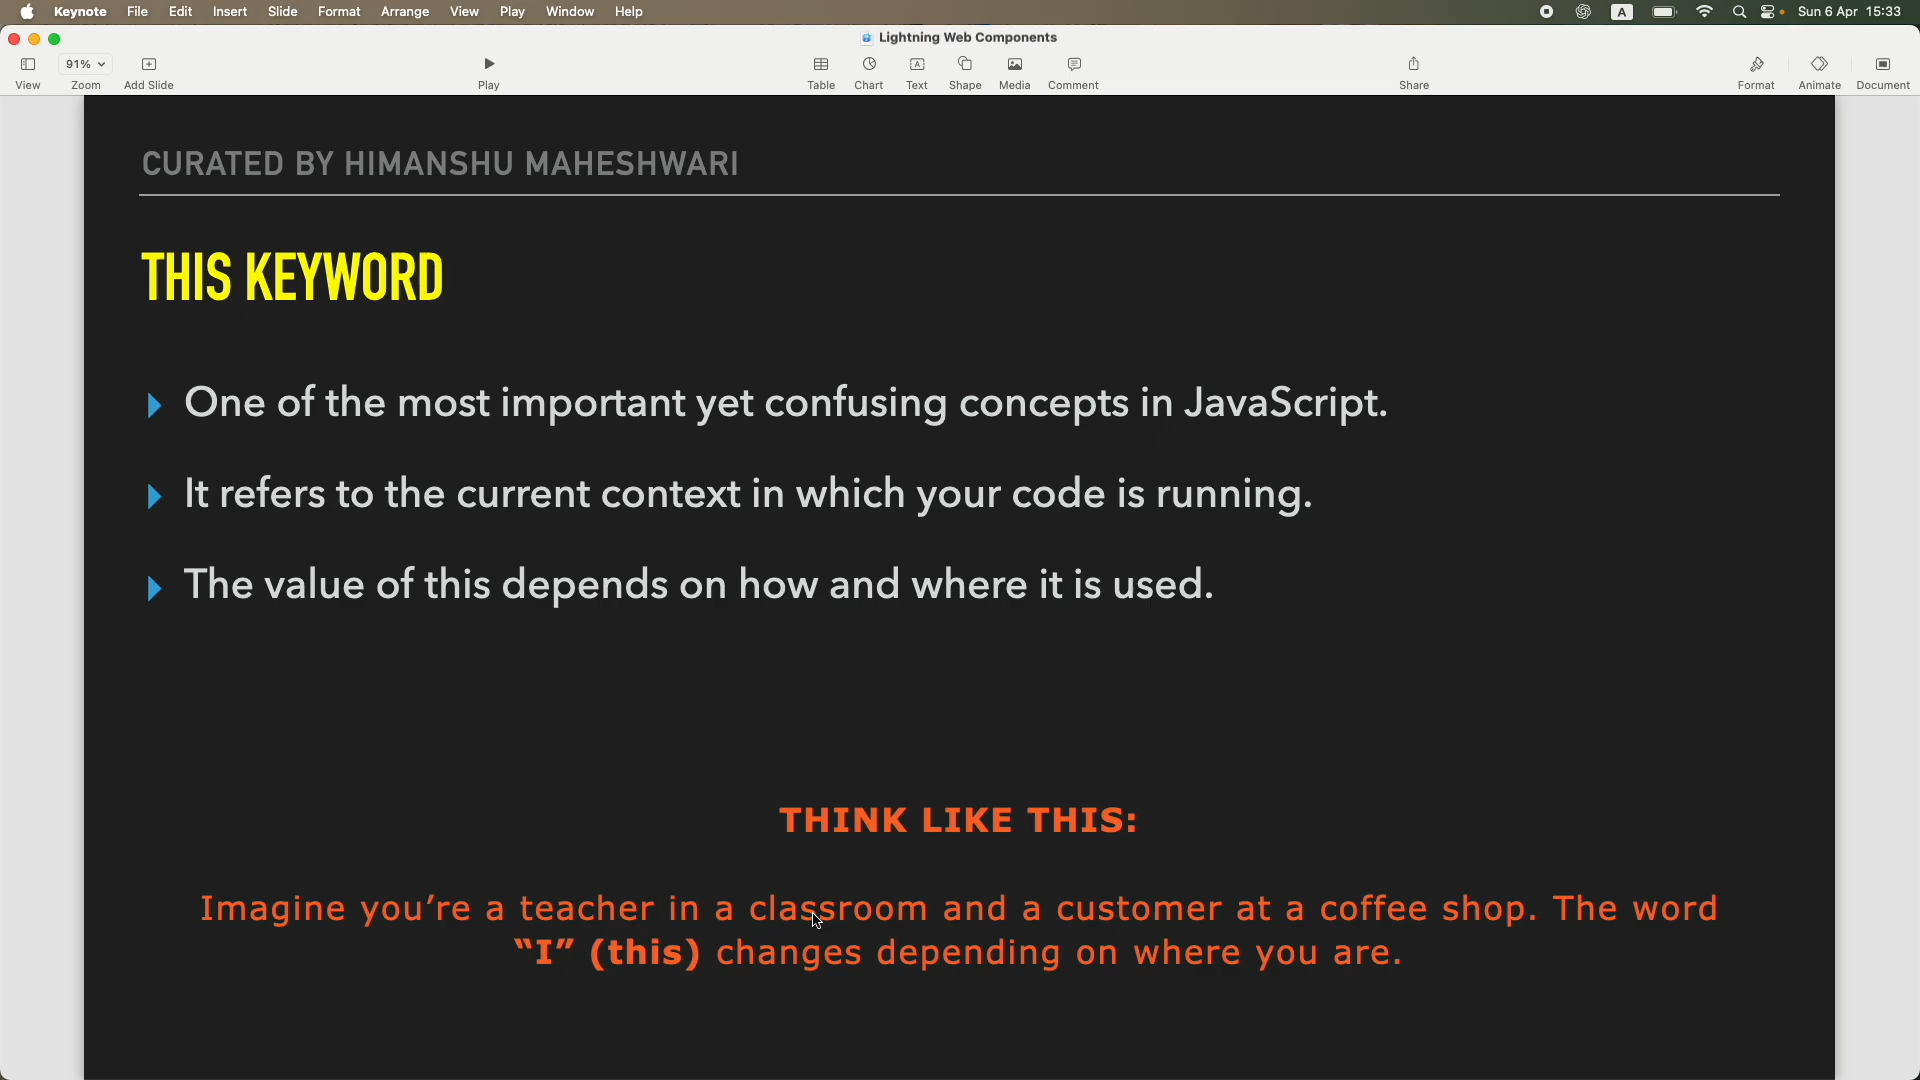 Keynote File Edit Insert Slide Format Arrange View Play Window Help
A
Sun 6 Apr 15:33
Lightning Web Components
91%
View Zoom Add Slide Play Table Chart Text Shape Media Comment Share Format Animate Document
CURATED BY HIMANSHU MAHESHWARI
THIS KEYWORD
One of the most important yet confusing concepts in JavaScript.
It refers to the current context in which your code is running.
The value of this depends on how and where it is used.
THINK LIKE THIS:
Imagine you’re a teacher in a classroom and a customer at a coffee shop. The word
“I” (this) changes depending on where you are.